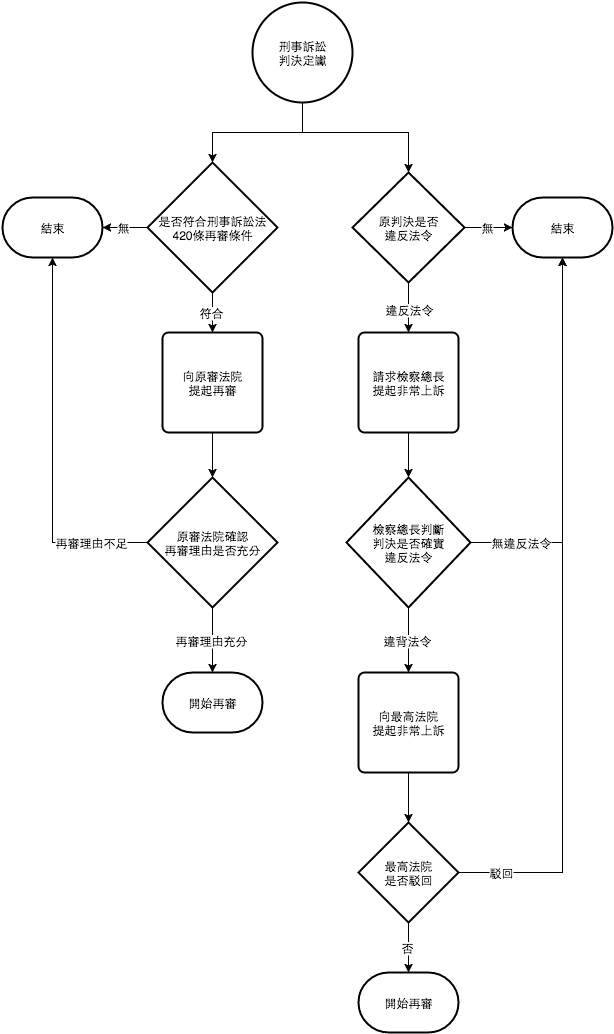 刑事訴訟
判決定讞
是否符合刑事訴訟法
420條再審條件
無
結束
原判決是否
違反法令
無
結束
符合
違反法令
向原審法院
提起再審
請求檢察總長
提起非常上訴
原審法院確認
再審理由是否充分
再審理由不足
檢察總長判斷
判決是否確實
違反法令
無違反法令
再審理由充分
違背法令
開始再審
向最高法院
提起非常上訴
最高法院
是否駁回
駁回
否
開始再審